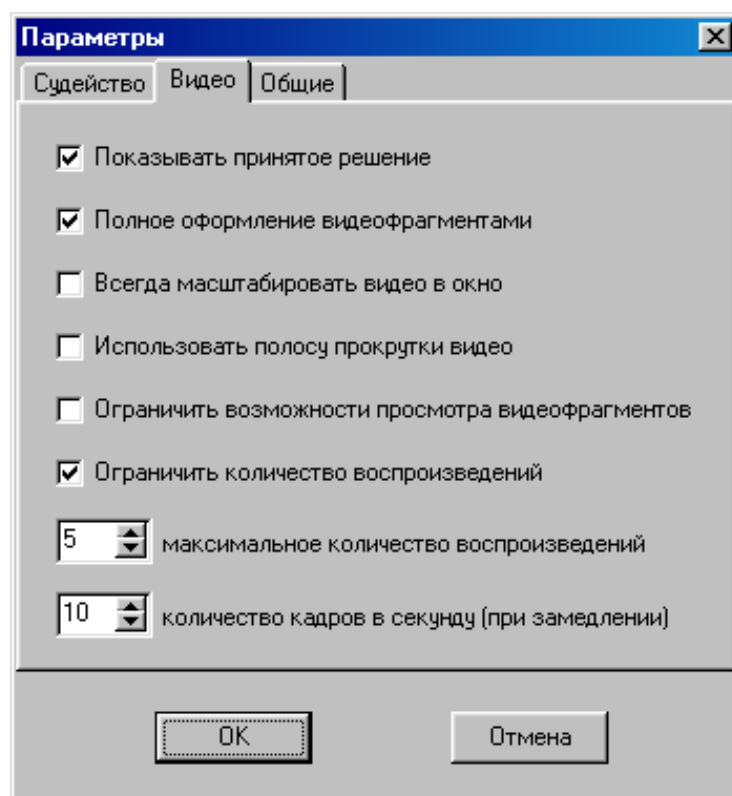 Параметры
Судейство Видео Общие
Показывать принятое решение
Полное оформление видеофрагментами
Всегда масштабировать видео в окно
Использовать полосу прокрутки видео
Ограничить возможности просмотра видеофрагментов
Ограничить количество воспроизведений
5 максимальное количество воспроизведений
10 количество кадров в секунду (при замедлении)
OK Отмена